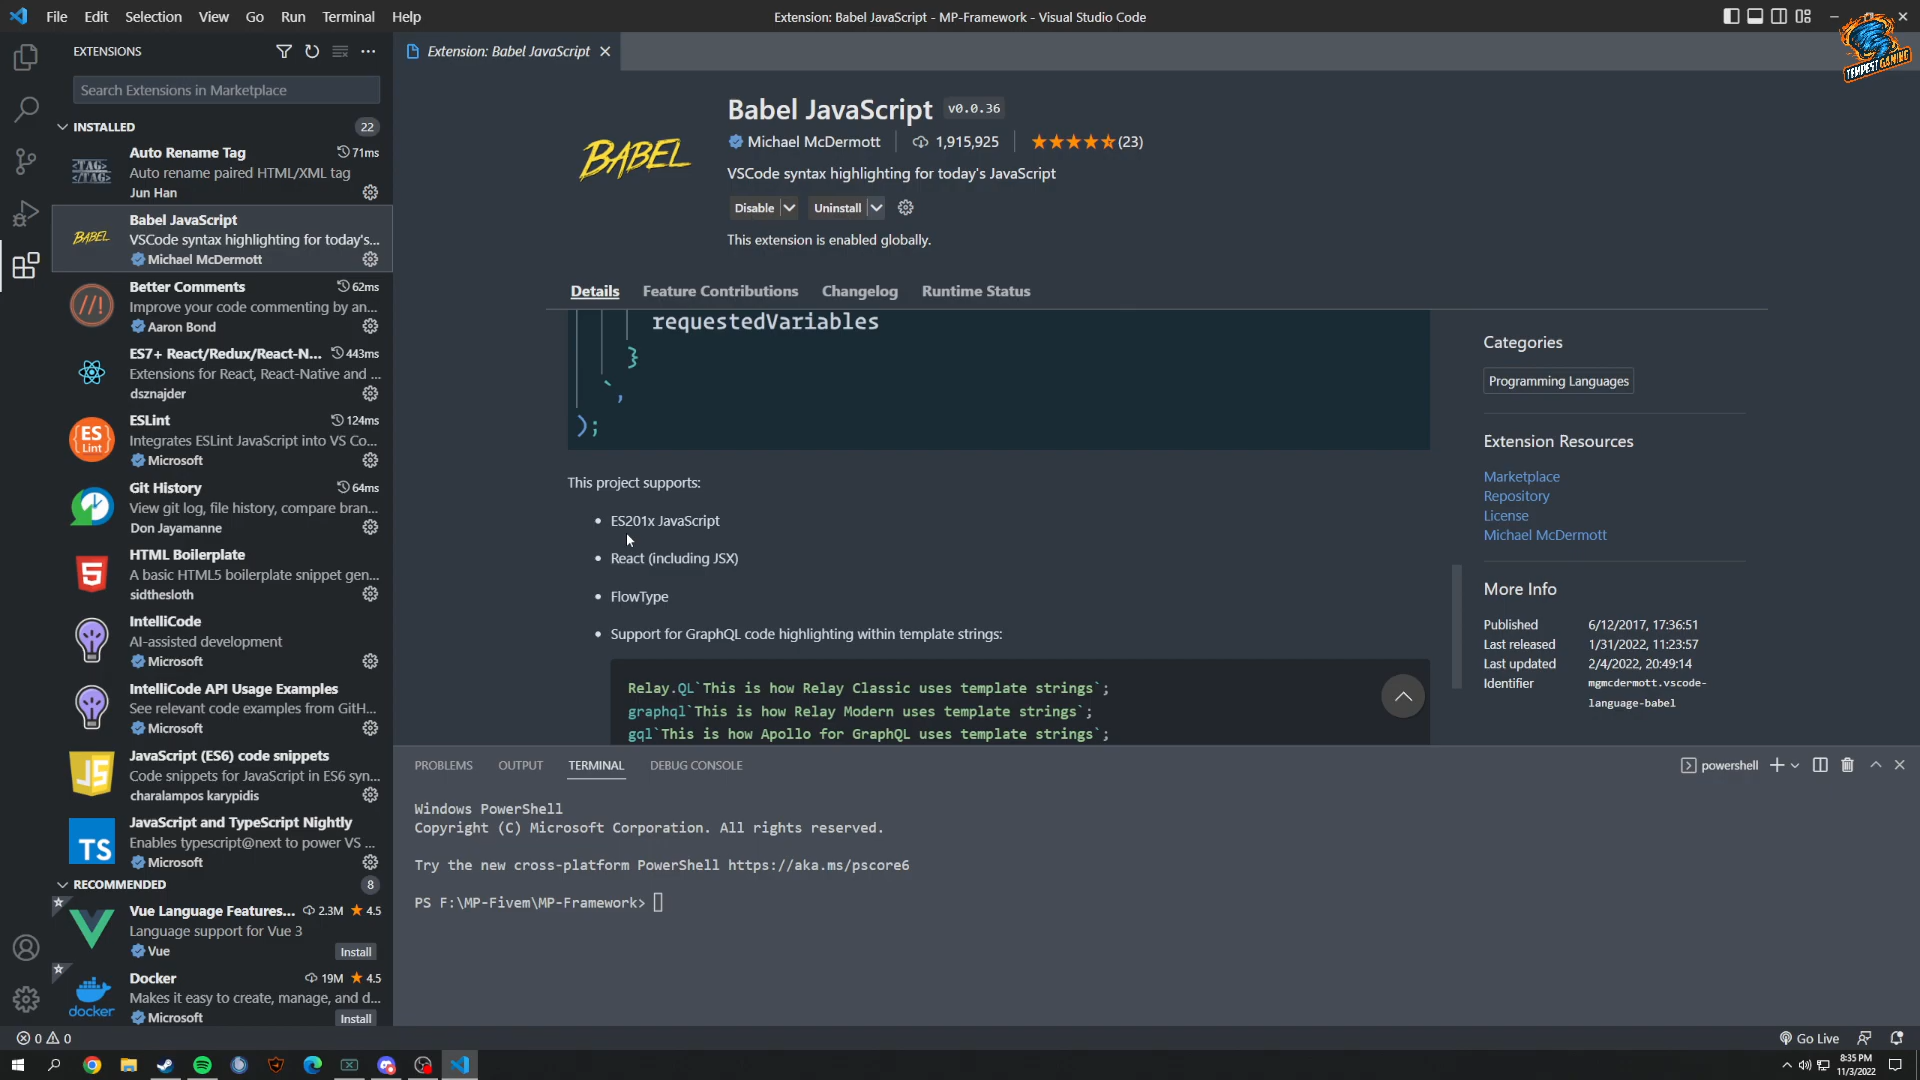 File Edit Selection View Go Run Terminal Help
Extension: Babel JavaScript - MP-Framework - Visual Studio Code
TEMPEST GAMING
EXTENSIONS
Search Extensions in Marketplace
INSTALLED 22
Auto Rename Tag 71ms
Auto rename paired HTML/XML tag
Jun Han
Babel JavaScript
VSCode syntax highlighting for today's...
Michael McDermott
Better Comments 62ms
Improve your code commenting by an...
Aaron Bond
ES7+ React/Redux/React-N... 443ms
Extensions for React, React-Native and ...
dsznajder
ESLint 124ms
Integrates ESLint JavaScript into VS Co...
Microsoft
Git History 64ms
View git log, file history, compare bran...
Don Jayamanne
HTML Boilerplate
A basic HTML5 boilerplate snippet gen...
sidthesloth
IntelliCode
AI-assisted development
Microsoft
IntelliCode API Usage Examples
See relevant code examples from GitH...
Microsoft
JavaScript (ES6) code snippets
Code snippets for JavaScript in ES6 syn...
charalampos karypidis
JavaScript and TypeScript Nightly
Enables typescript@next to power VS ...
Microsoft
RECOMMENDED 8
Vue Language Features... 2.3M 4.5
Language support for Vue 3
Vue Install
Docker 19M 4.5
Makes it easy to create, manage, and d...
Microsoft Install
<TAG>
</TAG>
BABEL
//!
ES
Lint
5
JS
TS
docker
Extension: Babel JavaScript
BABEL
Babel JavaScript v0.0.36
Michael McDermott 1,915,925 (23)
VSCode syntax highlighting for today's JavaScript
Disable Uninstall
This extension is enabled globally.
Details Feature Contributions Changelog Runtime Status
requestedVariables
}
`,
);
This project supports:
• ES201x JavaScript
• React (including JSX)
• FlowType
• Support for GraphQL code highlighting within template strings:
Relay.QL`This is how Relay Classic uses template strings`;
graphql`This is how Relay Modern uses template strings`;
gql`This is how Apollo for GraphQL uses template strings`;
Categories
Programming Languages
Extension Resources
Marketplace
Repository
License
Michael McDermott
More Info
Published 6/12/2017, 17:36:51
Last released 1/31/2022, 11:23:57
Last updated 2/4/2022, 20:49:14
Identifier mgmcdermott.vscode-
language-babel
PROBLEMS OUTPUT TERMINAL DEBUG CONSOLE
powershell
Windows PowerShell
Copyright (C) Microsoft Corporation. All rights reserved.
Try the new cross-platform PowerShell https://aka.ms/pscore6
PS F:\MP-Fivem\MP-Framework>
0 0
Go Live
8:35 PM
11/3/2022